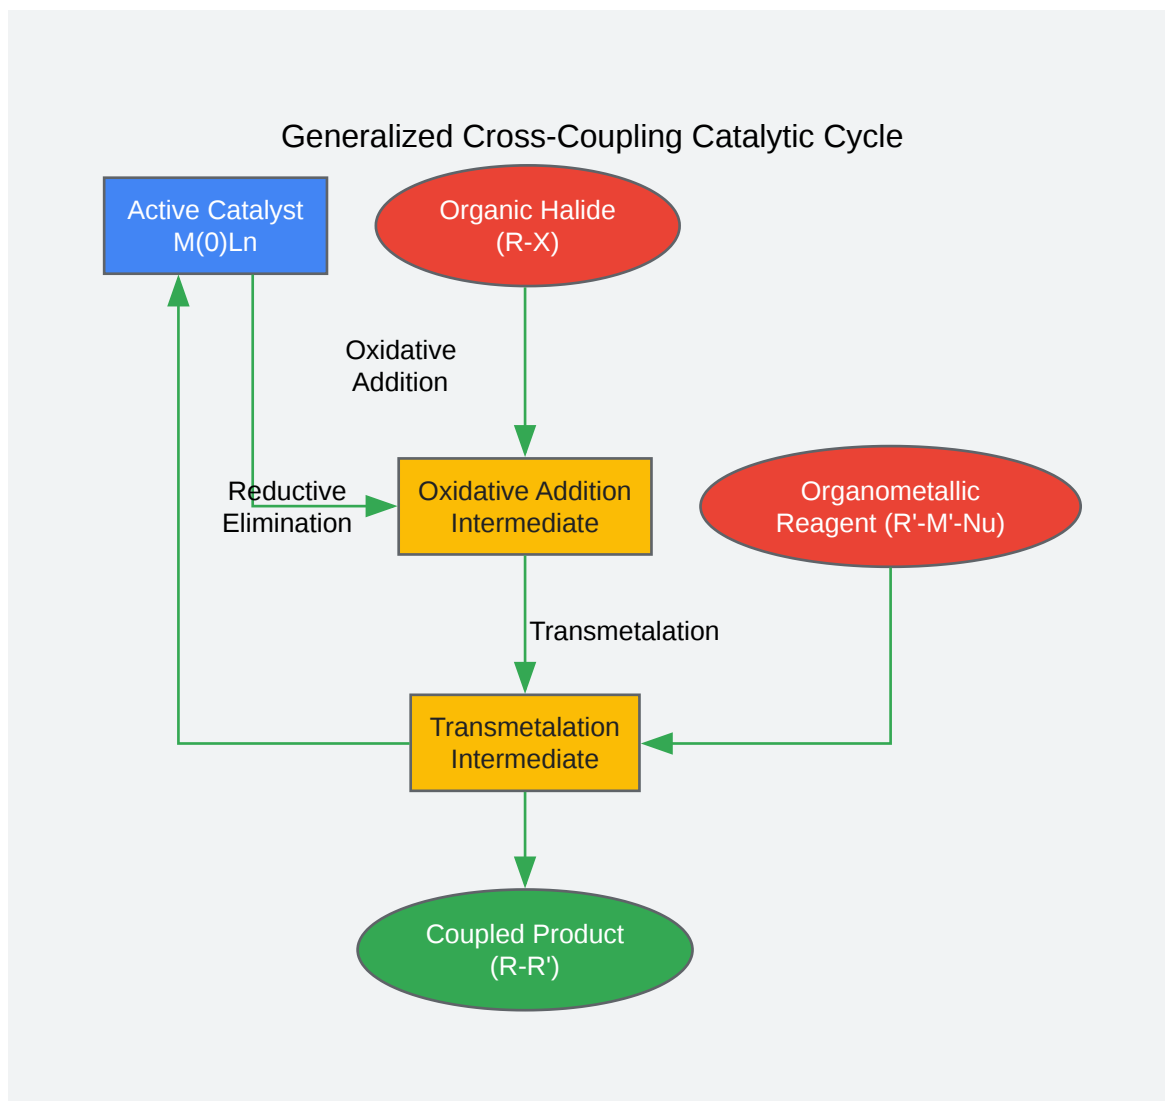 Generalized Cross-Coupling Catalytic Cycle
Active Catalyst
M(0)Ln
Organic Halide
(R-X)
Oxidative
Addition
Reductive
Elimination
Oxidative Addition
Intermediate
Organometallic
Reagent (R'-M'-Nu)
Transmetalation
Transmetalation
Intermediate
Coupled Product
(R-R')